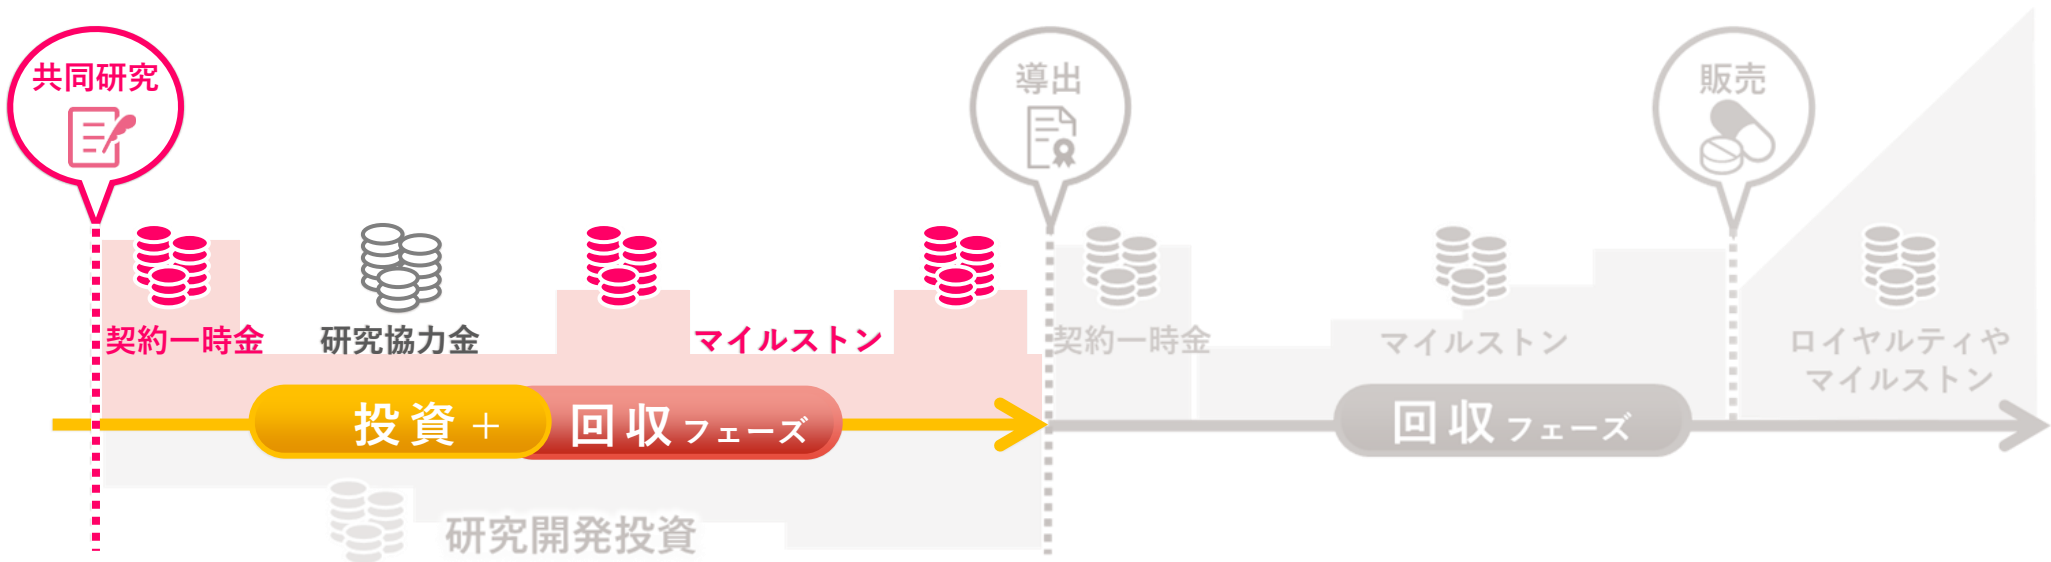 共同研究
導出
販売
契約一時金
研究協力金
マイルストン
契約一時金
マイルストン
ロイヤルティや
マイルストン
投資＋
回収フェーズ
回収フェーズ
研究開発投資